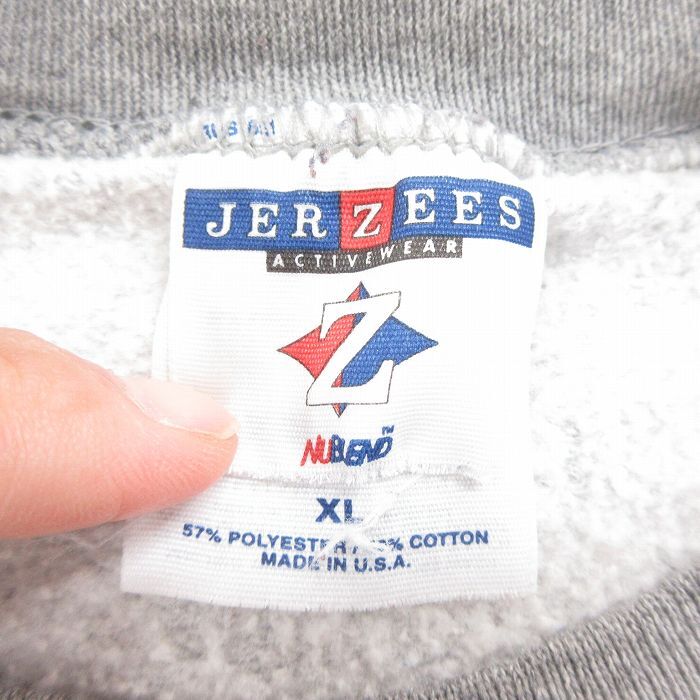 JERZEES
ACTIVEWEAR
Z
NUBLEND™
XL
57% POLYESTER / % COTTON
MADE IN U.S.A.